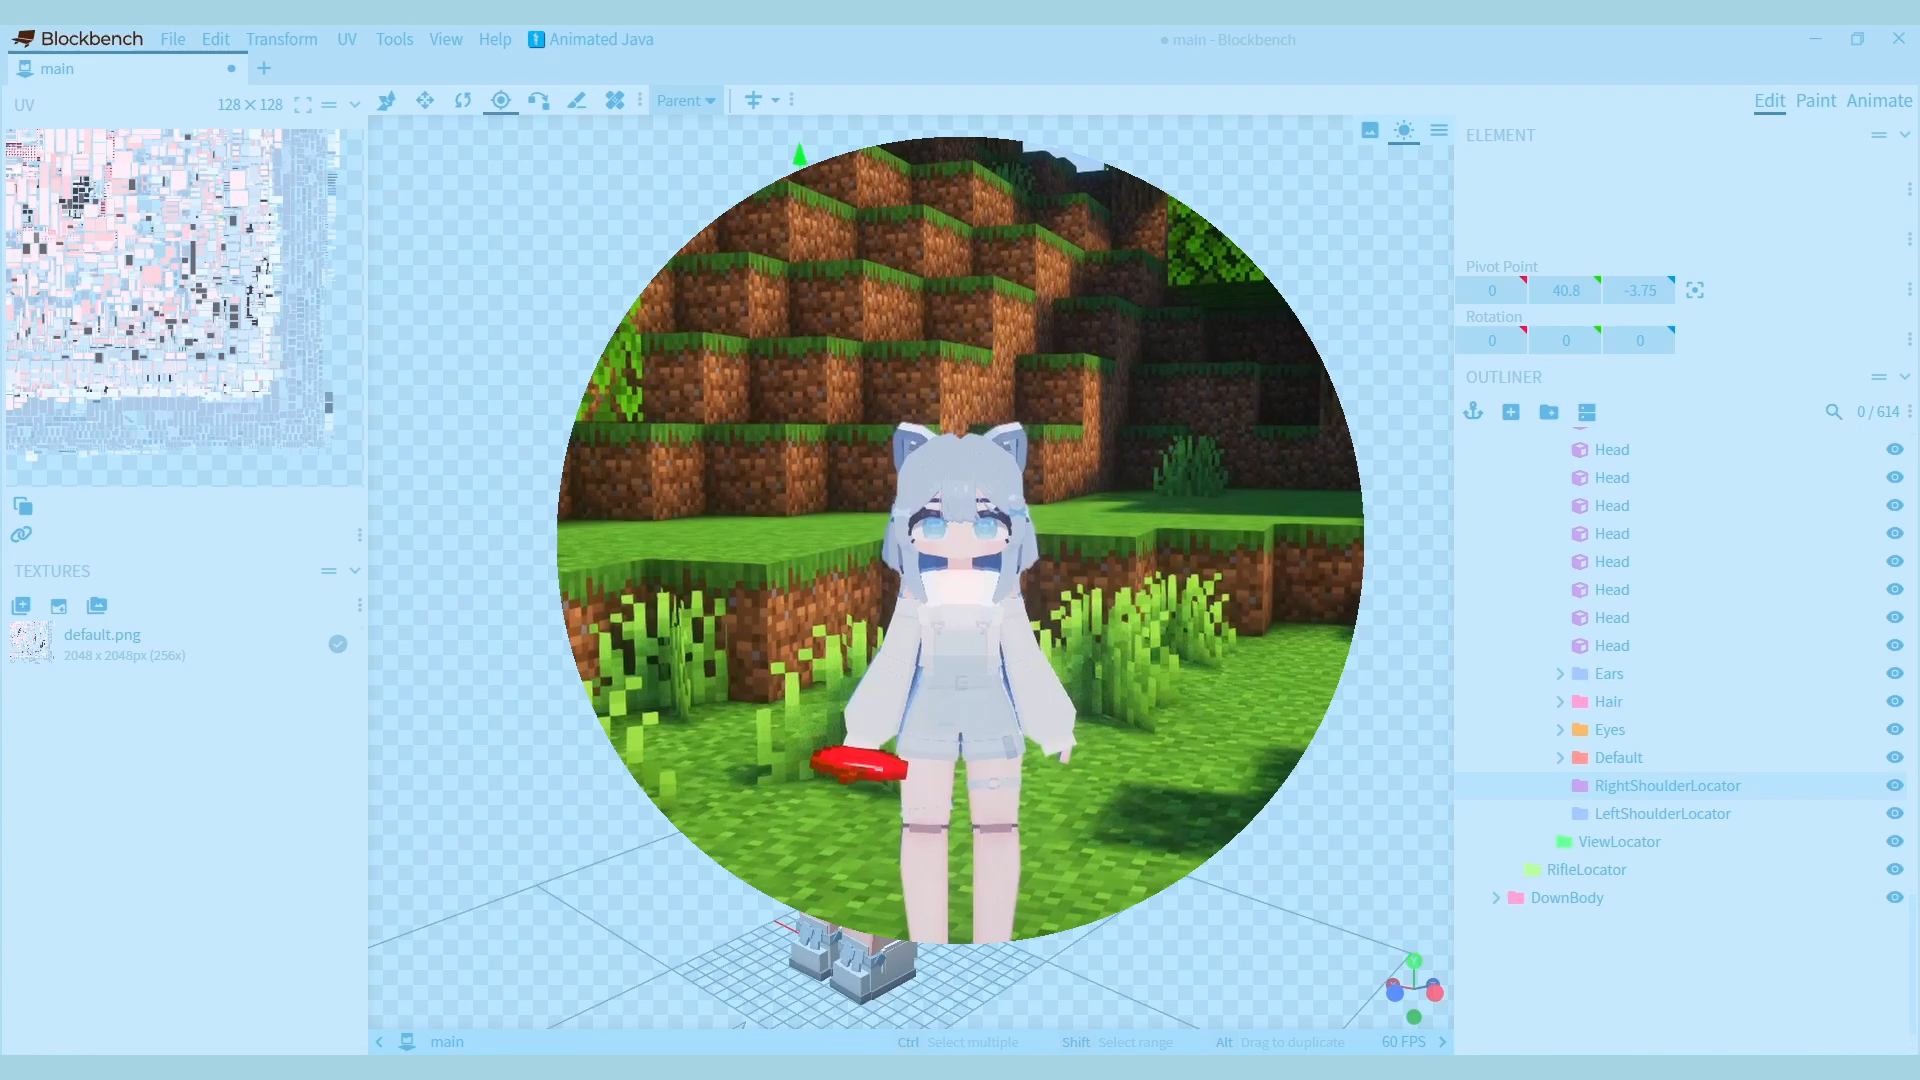 Blockbench File Edit Transform UV Tools View Help Animated Java
main - Blockbench
main
UV 128×128
Parent
Edit Paint Animate
ELEMENT
Pivot Point
0 40.8 -3.75
Rotation
0 0 0
OUTLINER
0 / 614
Head
Head
Head
Head
Head
Head
Head
Head
Ears
Hair
Eyes
Default
RightShoulderLocator
LeftShoulderLocator
ViewLocator
RifleLocator
DownBody
TEXTURES
default.png
2048 x 2048px (256x)
main
Ctrl Select multiple Shift Select range Alt Drag to duplicate 60 FPS